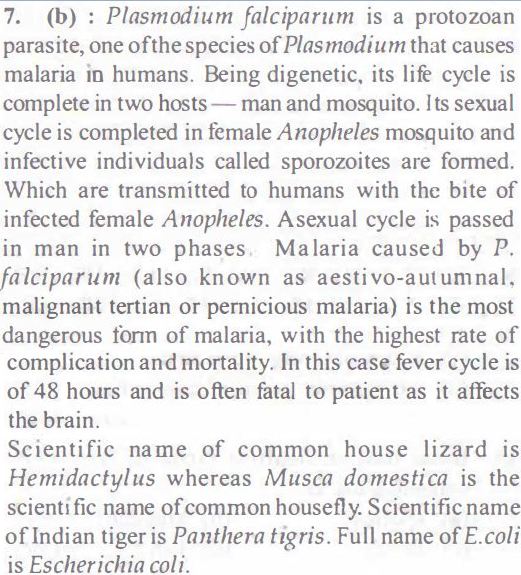 7. (b) : Plasmodium falciparum is a protozoan
parasite, one of the species of Plasmodium that causes
malaria in humans. Being digenetic, its life cycle is
complete in two hosts — man and mosquito. Its sexual
cycle is completed in female Anopheles mosquito and
infective individuals called sporozoites are formed.
Which are transmitted to humans with the bite of
infected female Anopheles. Asexual cycle is passed
in man in two phases. Malaria caused by P.
falciparum (also known as aestivo-autumnal,
malignant tertian or pernicious malaria) is the most
dangerous form of malaria, with the highest rate of
complication and mortality. In this case fever cycle is
of 48 hours and is often fatal to patient as it affects
the brain.
Scientific name of common house lizard is
Hemidactylus whereas Musca domestica is the
scientific name of common housefly. Scientific name
of Indian tiger is Panthera tigris. Full name of E.coli
is Escherichia coli.